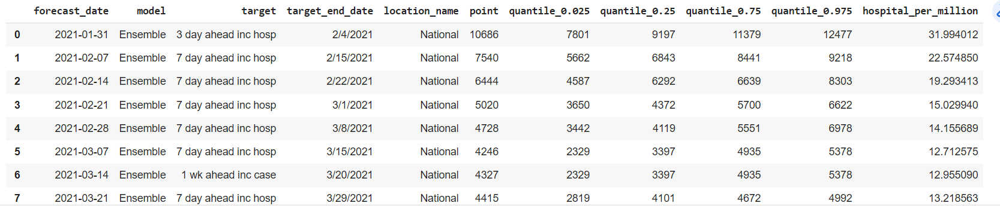 forecast_date model target target_end_date location_name point quantile_0.025 quantile_0.25 quantile_0.75 quantile_0.975 hospital_per_million
0 2021-01-31 Ensemble 3 day ahead inc hosp 2/4/2021 National 10686 7801 9197 11379 12477 31.994012
1 2021-02-07 Ensemble 7 day ahead inc hosp 2/15/2021 National 7540 5662 6843 8441 9218 22.574850
2 2021-02-14 Ensemble 7 day ahead inc hosp 2/22/2021 National 6444 4587 6292 6639 8303 19.293413
3 2021-02-21 Ensemble 7 day ahead inc hosp 3/1/2021 National 5020 3650 4372 5700 6622 15.029940
4 2021-02-28 Ensemble 7 day ahead inc hosp 3/8/2021 National 4728 3442 4119 5551 6978 14.155689
5 2021-03-07 Ensemble 7 day ahead inc hosp 3/15/2021 National 4246 2329 3397 4935 5378 12.712575
6 2021-03-14 Ensemble 1 wk ahead inc case 3/20/2021 National 4327 2329 3397 4935 5378 12.955090
7 2021-03-21 Ensemble 7 day ahead inc hosp 3/29/2021 National 4415 2819 4101 4672 4992 13.218563